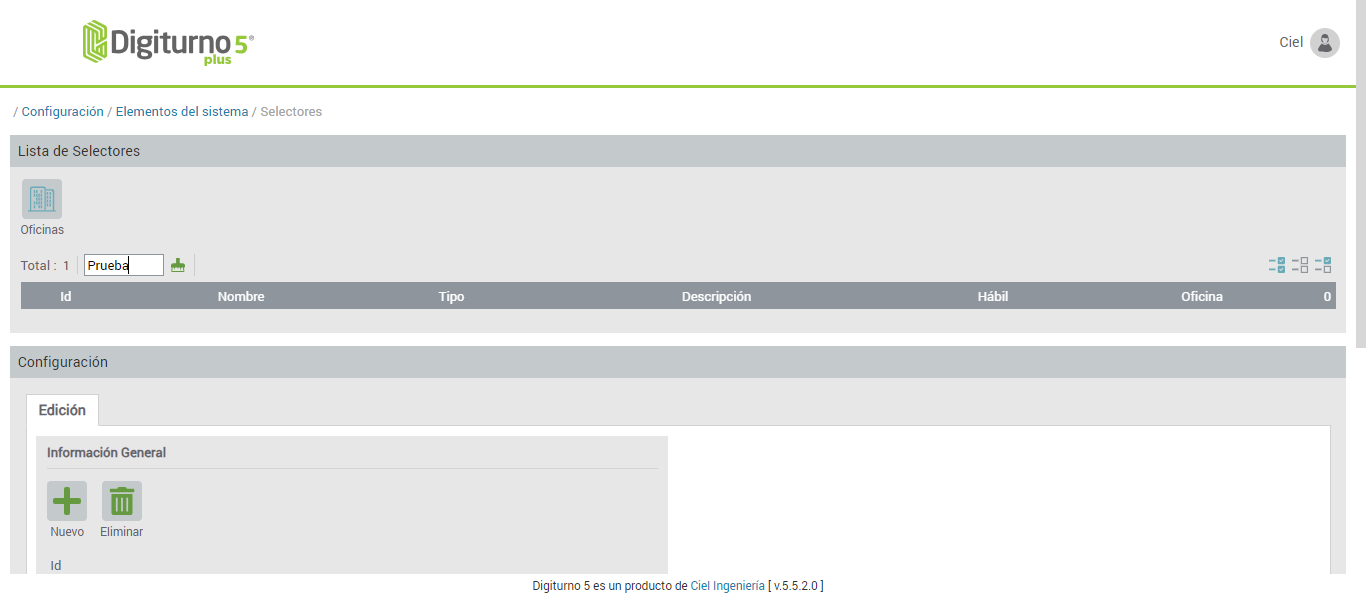 Digiturno 5®
plus
Ciel
/ Configuración / Elementos del sistema / Selectores
Lista de Selectores
Oficinas
Total : 1 Prueba
Id Nombre Tipo Descripción Hábil Oficina 0
Configuración
Edición
Información General
Nuevo Eliminar
Id
Digiturno 5 es un producto de Ciel Ingeniería [ v.5.5.2.0 ]